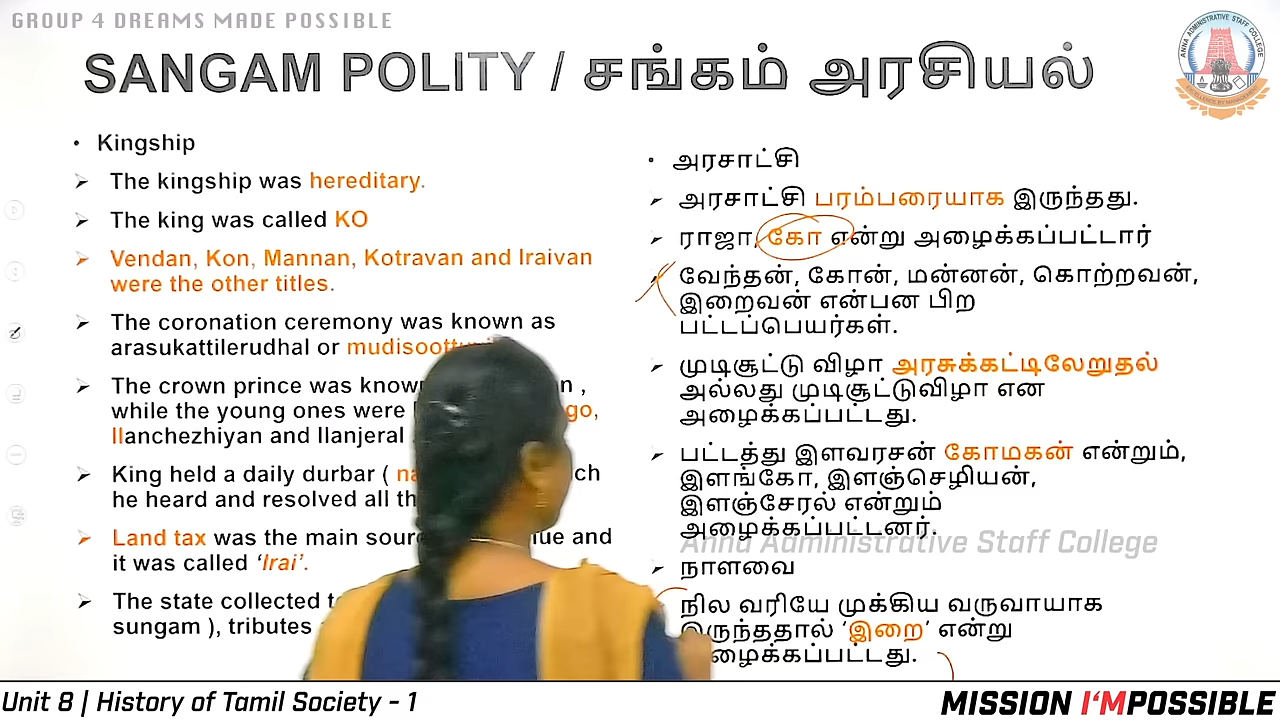 GROUP 4 DREAMS MADE POSSIBLE
SANGAM POLITY / சங்கம் அரசியல்
ANNA ADMINISTRATIVE STAFF COLLEGE
• Kingship
➢ The kingship was hereditary.
➢ The king was called KO
➢ Vendan, Kon, Mannan, Kotravan and Iraivan
were the other titles.
➢ The coronation ceremony was known as
arasukattilerudhal or
➢ The crown prince was
while the young ones were
Ilanchezhiyan and Ilanjeral
➢ King held a daily durbar (
he heard and resolved all
➢ Land tax was the main and
it was called ‘Irai’.
➢ The state collected
sungam ), tributes
• அரசாட்சி
➢ அரசாட்சி பரம்பரையாக இருந்தது.
➢ ராஜா, கோ என்று அழைக்கப்பட்டார்
➢ வேந்தன், கோன், மன்னன், கொற்றவன்,
இறைவன் என்பன பிற
பட்டப்பெயர்கள்.
➢ முடிசூட்டு விழா அரசுக்கட்டிலேறுதல்
அல்லது முடிசூட்டுவிழா என
அழைக்கப்பட்டது.
➢ பட்டத்து இளவரசன் கோமகன் என்றும்,
இளங்கோ, இளஞ்செழியன்,
இளஞ்சேரல் என்றும்
அழைக்கப்பட்டனர்.
Anna Administrative Staff College
➢ நாளவை
நில வரியே முக்கிய வருவாயாக
இருந்ததால் ‘இறை’ என்று
அழைக்கப்பட்டது.
Unit 8 | History of Tamil Society - 1
MISSION I'MPOSSIBLE